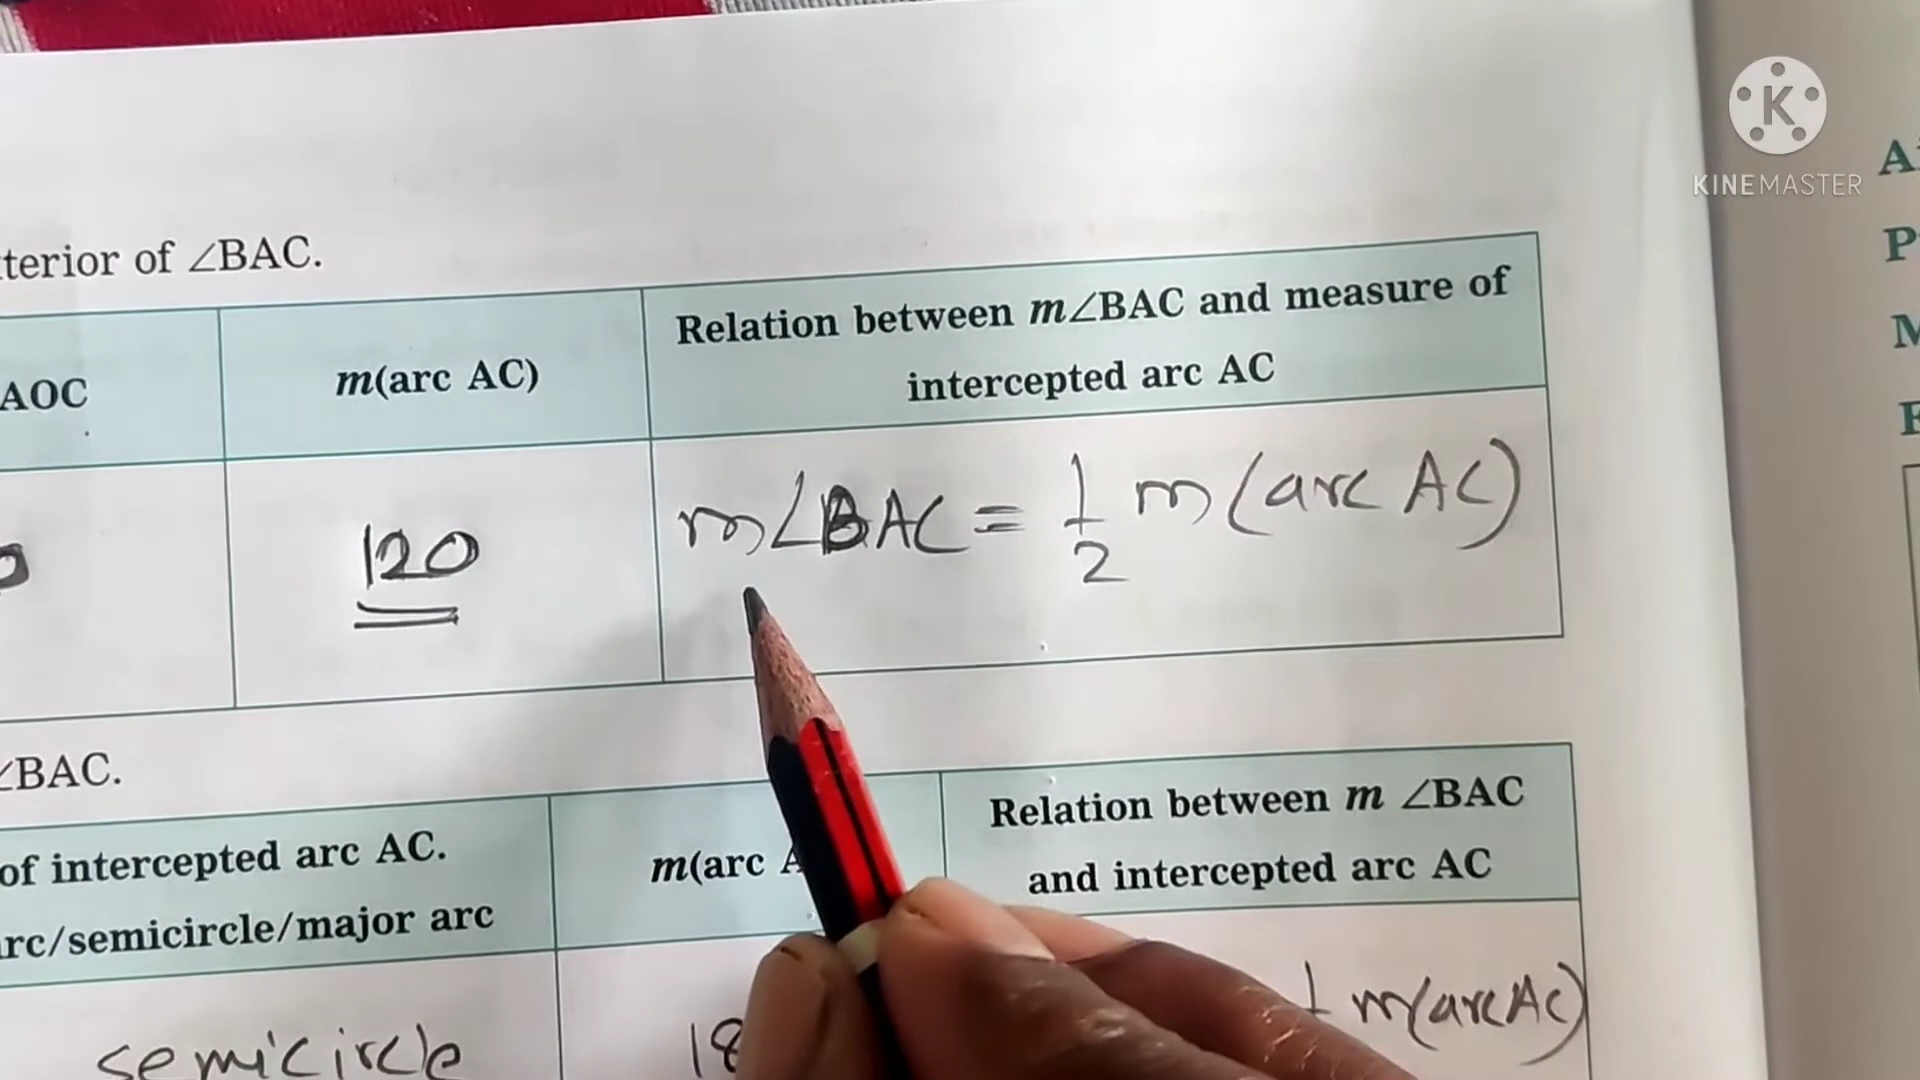 K
KINEMASTER
terior of ∠BAC.
AOC
m(arc AC)
Relation between m∠BAC and measure of
intercepted arc AC
120
m∠BAC = 1/2 m(arc AC)
∠BAC.
of intercepted arc AC.
rc/semicircle/major arc
m(arc A
Relation between m ∠BAC
and intercepted arc AC
semicircle
18
m(arc AC)